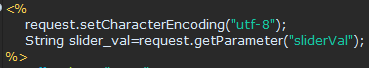 <%
request.setCharacterEncoding("utf-8");
String slider_val=request.getParameter("sliderVal");
%>